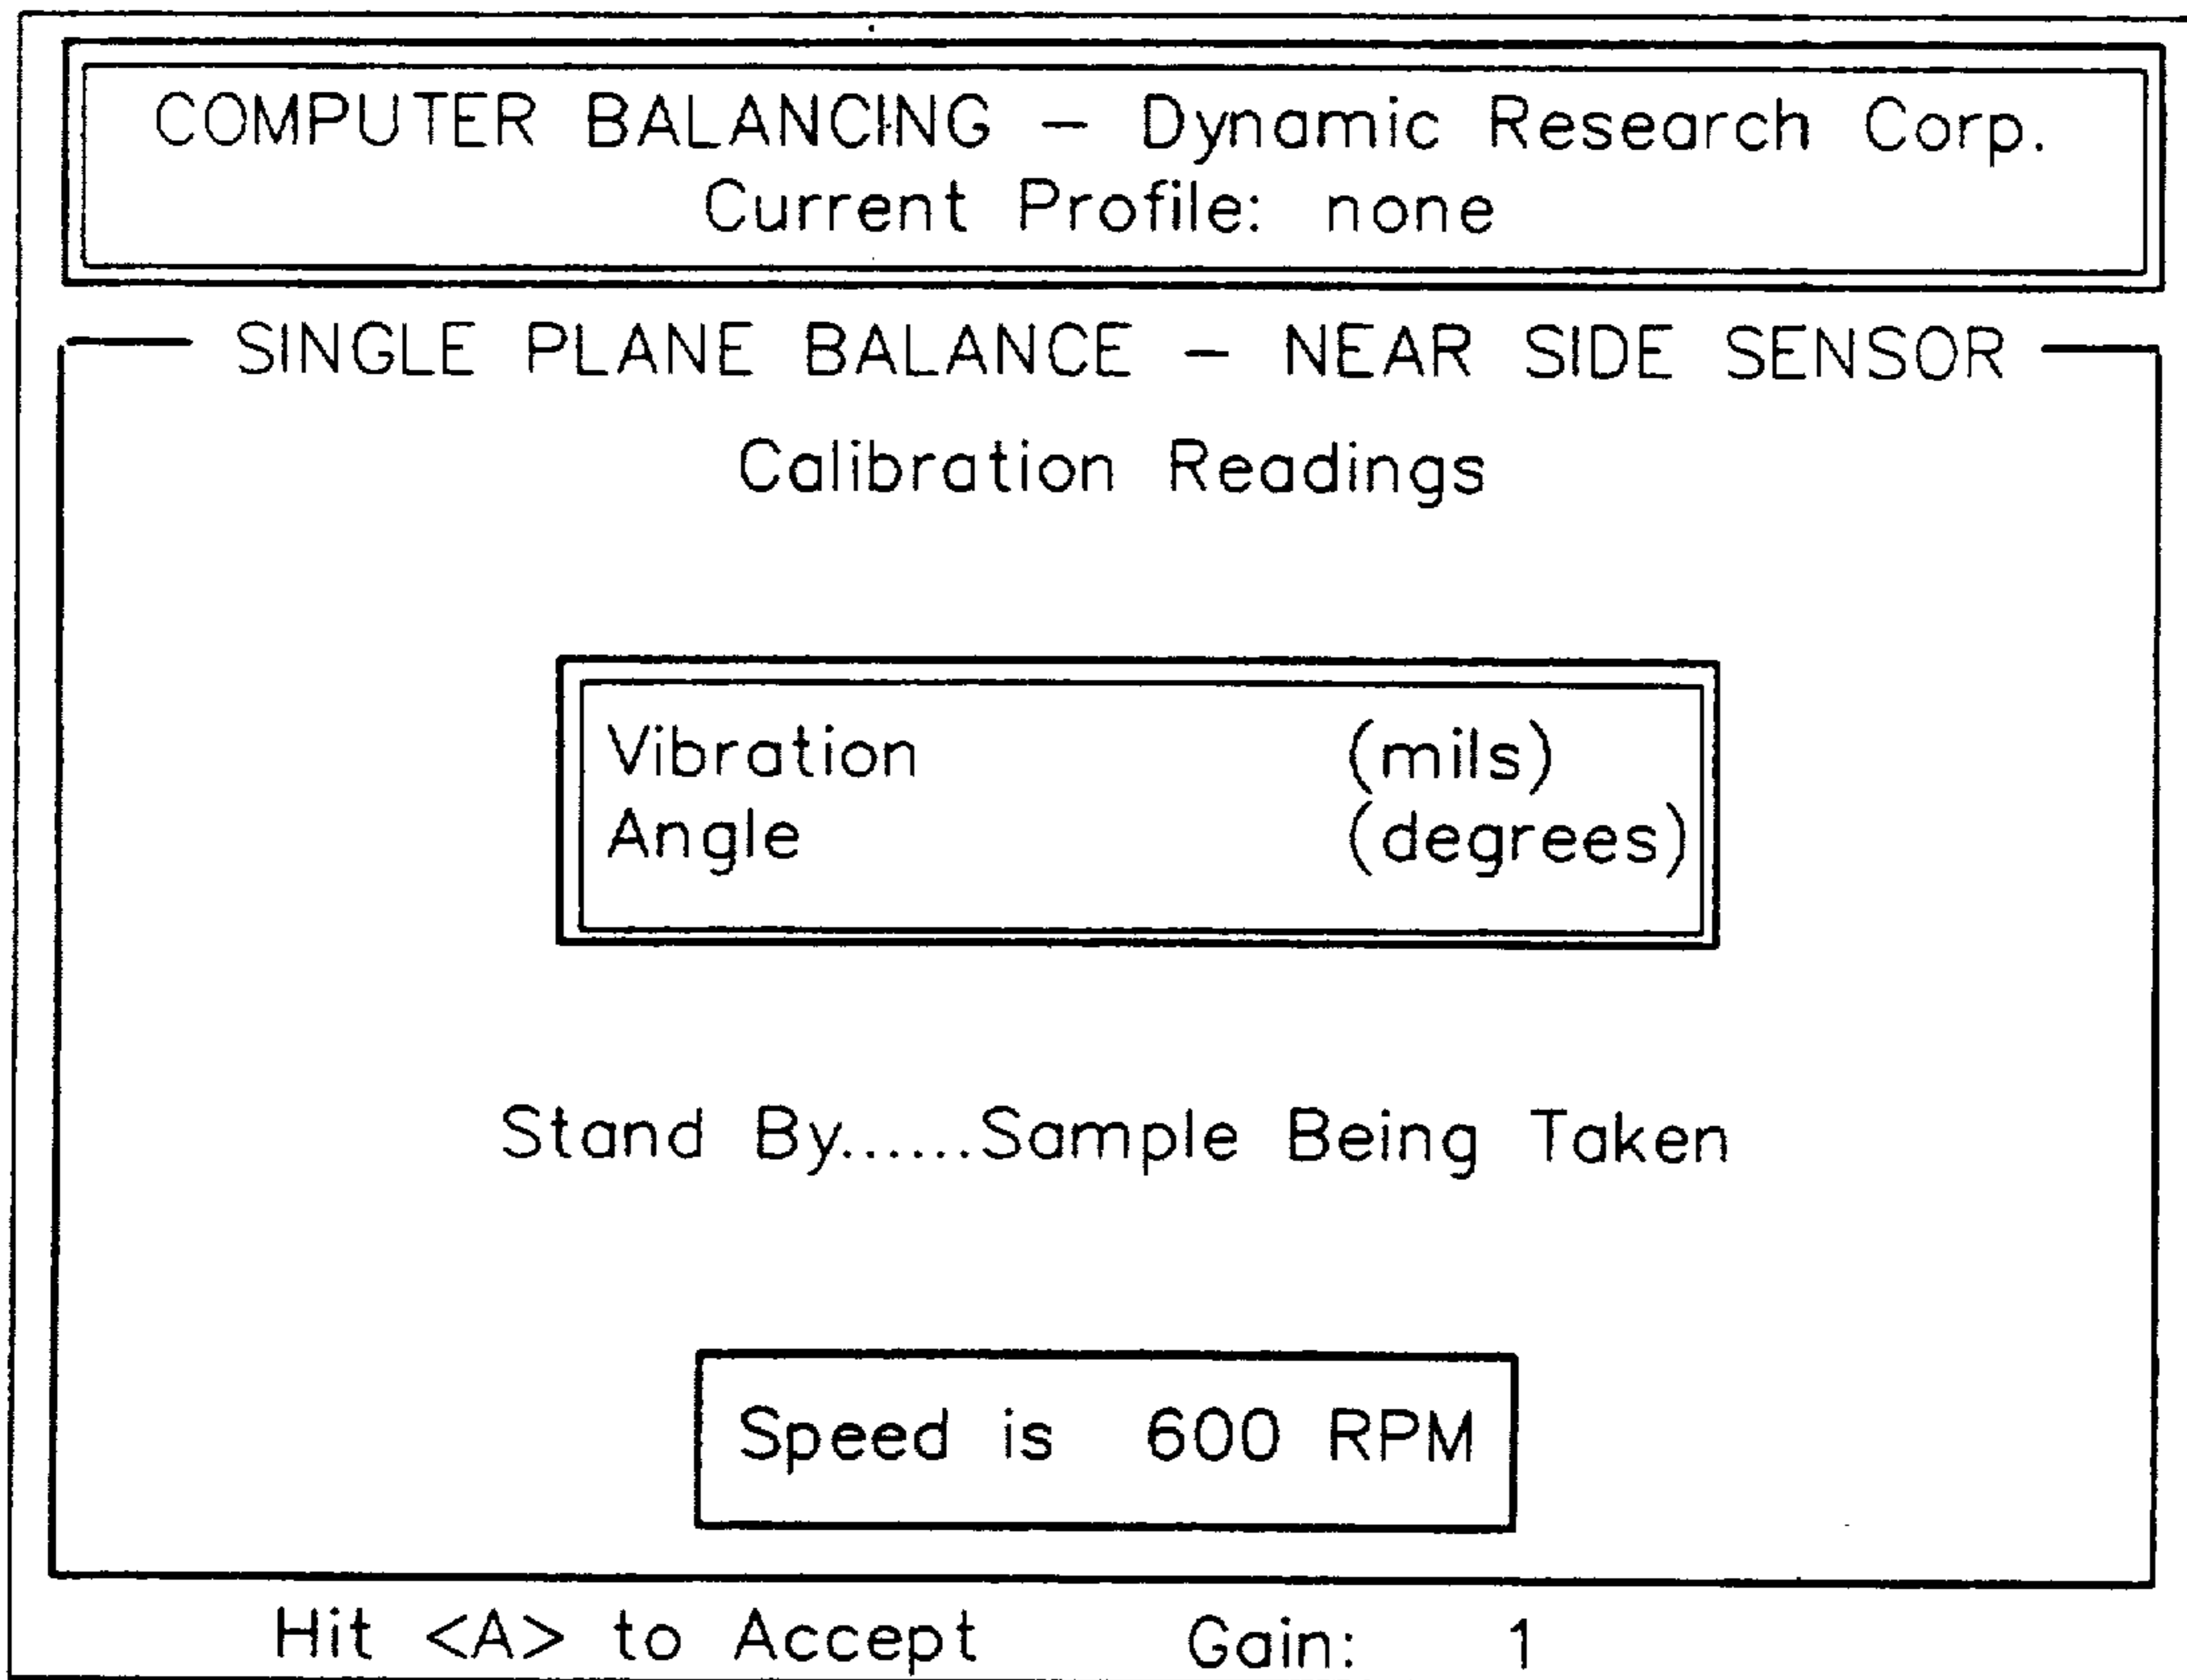 COMPUTER BALANCING – Dynamic Research Corp.
Current Profile: none
SINGLE PLANE BALANCE – NEAR SIDE SENSOR
Calibration Readings
Vibration (mils)
Angle (degrees)
Stand By......Sample Being Taken
Speed is 600 RPM
Hit <A> to Accept Gain: 1